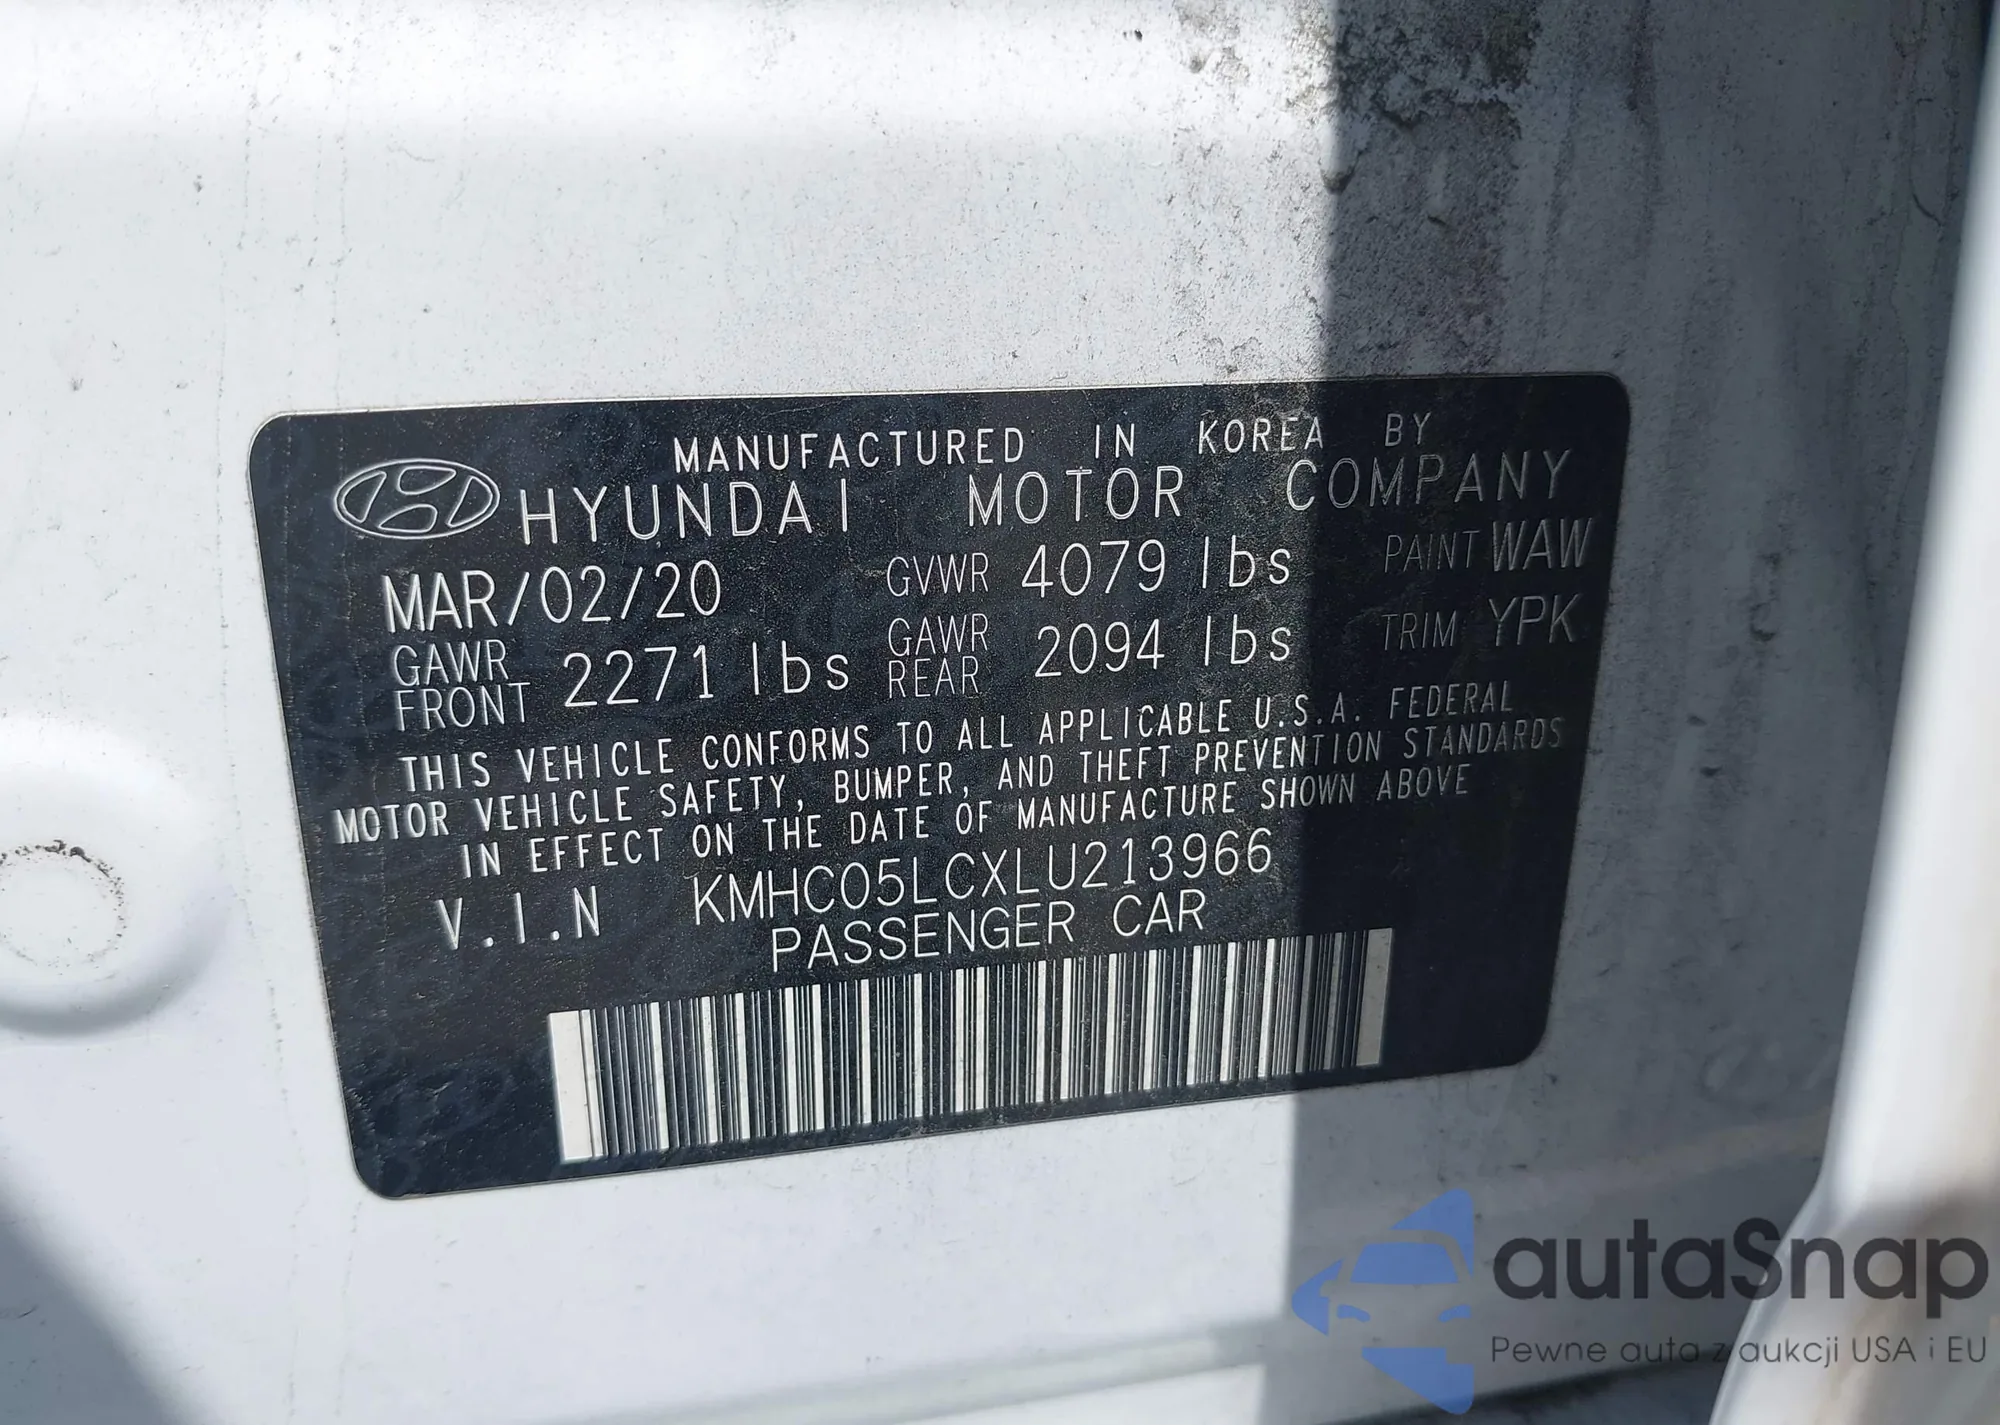 MANUFACTURED IN KOREA BY
HYUNDAI MOTOR COMPANY
MAR/02/20 GVWR 4079 lbs PAINT WAW
GAWR FRONT 2271 lbs GAWR REAR 2094 lbs TRIM YPK
THIS VEHICLE CONFORMS TO ALL APPLICABLE U.S.A. FEDERAL
MOTOR VEHICLE SAFETY, BUMPER, AND THEFT PREVENTION STANDARDS
IN EFFECT ON THE DATE OF MANUFACTURE SHOWN ABOVE
V.I.N KMHC05LCXLU213966
PASSENGER CAR
autaSnap
Pewne auta z aukcji USA i EU